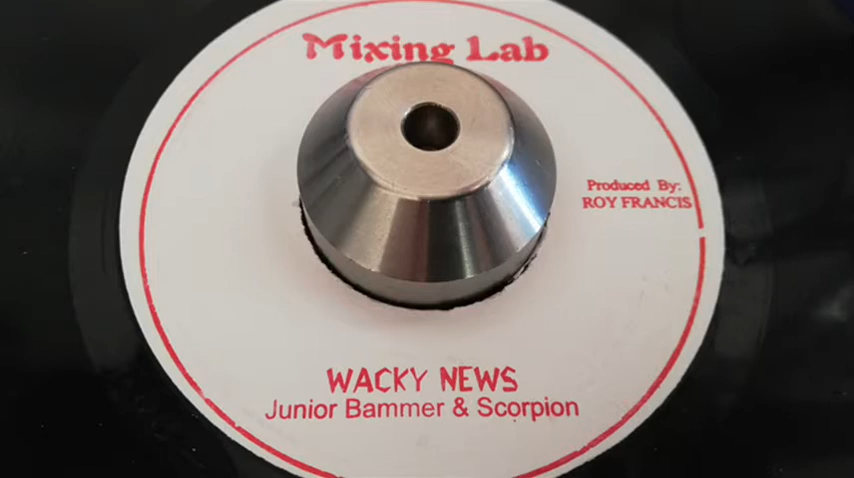 Mixing Lab
Produced By:
ROY FRANCIS
WACKY NEWS
Junior Bammer & Scorpion